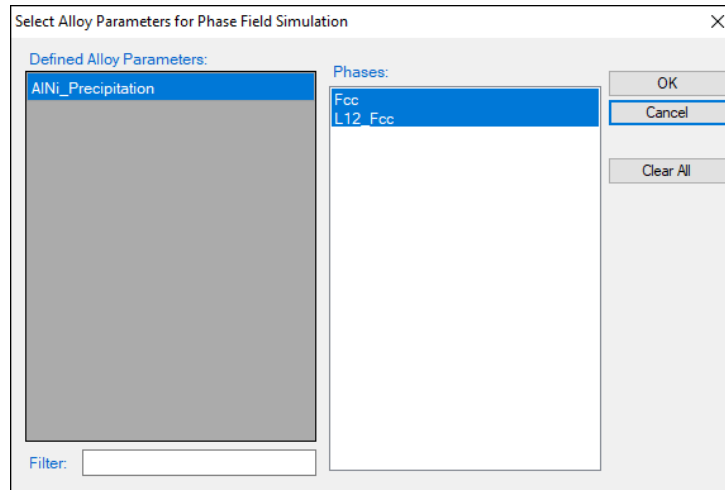 Select Alloy Parameters for Phase Field Simulation
Defined Alloy Parameters:
AlNi_Precipitation
Phases:
Fcc
L12_Fcc
OK
Cancel
Clear All
Filter: